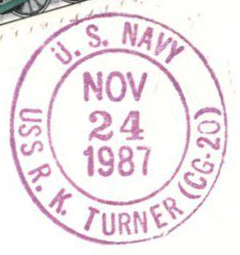 U. S. NAVY
NOV
24
1987
USS R. K. TURNER (CG-20)